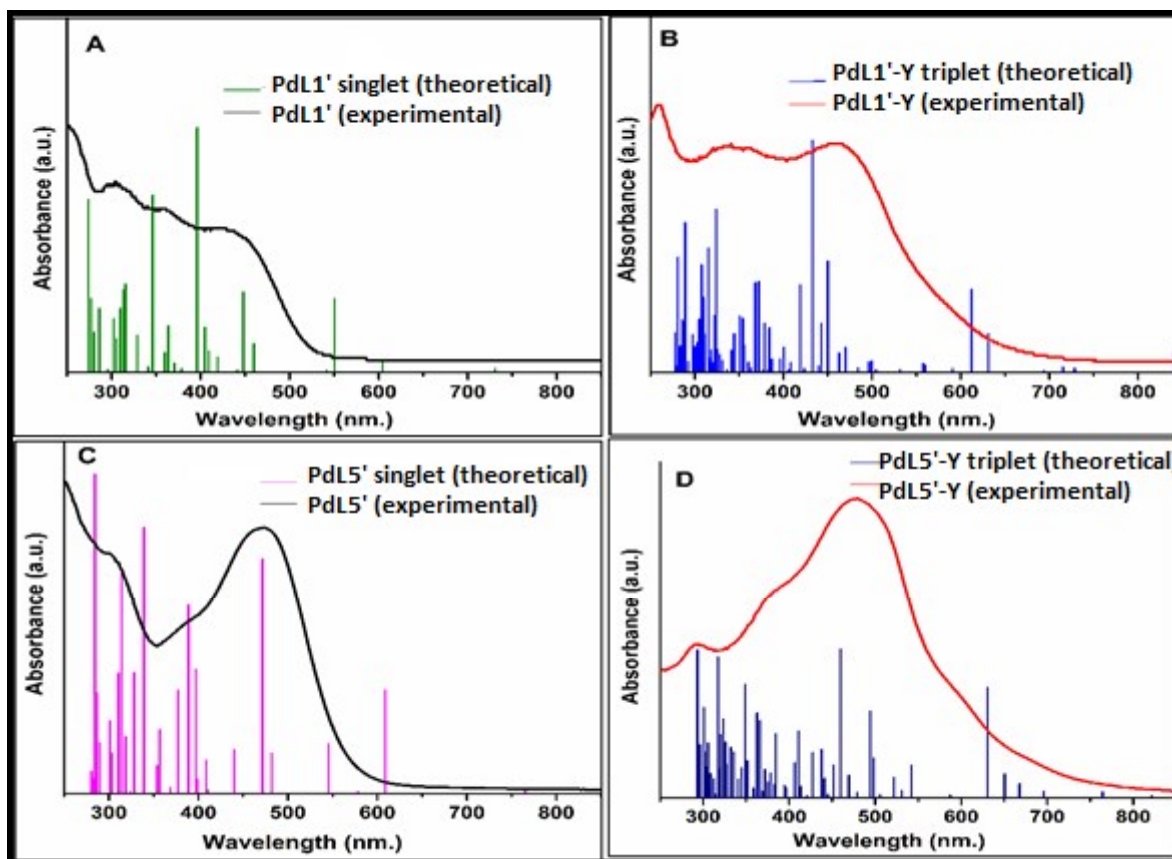 A
PdL1' singlet (theoretical)
PdL1' (experimental)
Absorbance (a.u.)
300 400 500 600 700 800
Wavelength (nm.)
B
PdL1'-Y triplet (theoretical)
PdL1'-Y (experimental)
Absorbance (a.u.)
300 400 500 600 700 800
Wavelength (nm.)
C
PdL5' singlet (theoretical)
PdL5' (experimental)
Absorbance (a.u.)
300 400 500 600 700 800
Wavelength (nm.)
D
PdL5'-Y triplet (theoretical)
PdL5'-Y (experimental)
Absorbance (a.u.)
300 400 500 600 700 800
Wavelength (nm.)